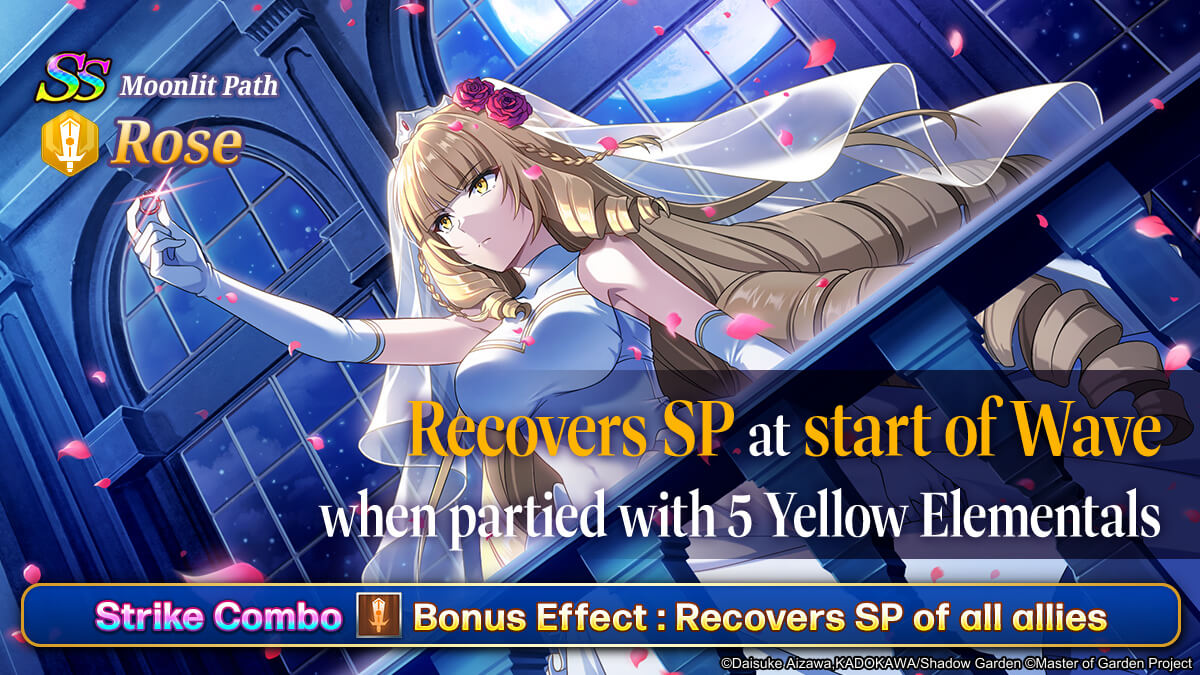 SS Moonlit Path
Rose
Recovers SP at start of Wave
when partied with 5 Yellow Elementals
Strike Combo Bonus Effect : Recovers SP of all allies
©Daisuke Aizawa,KADOKAWA/Shadow Garden ©Master of Garden Project